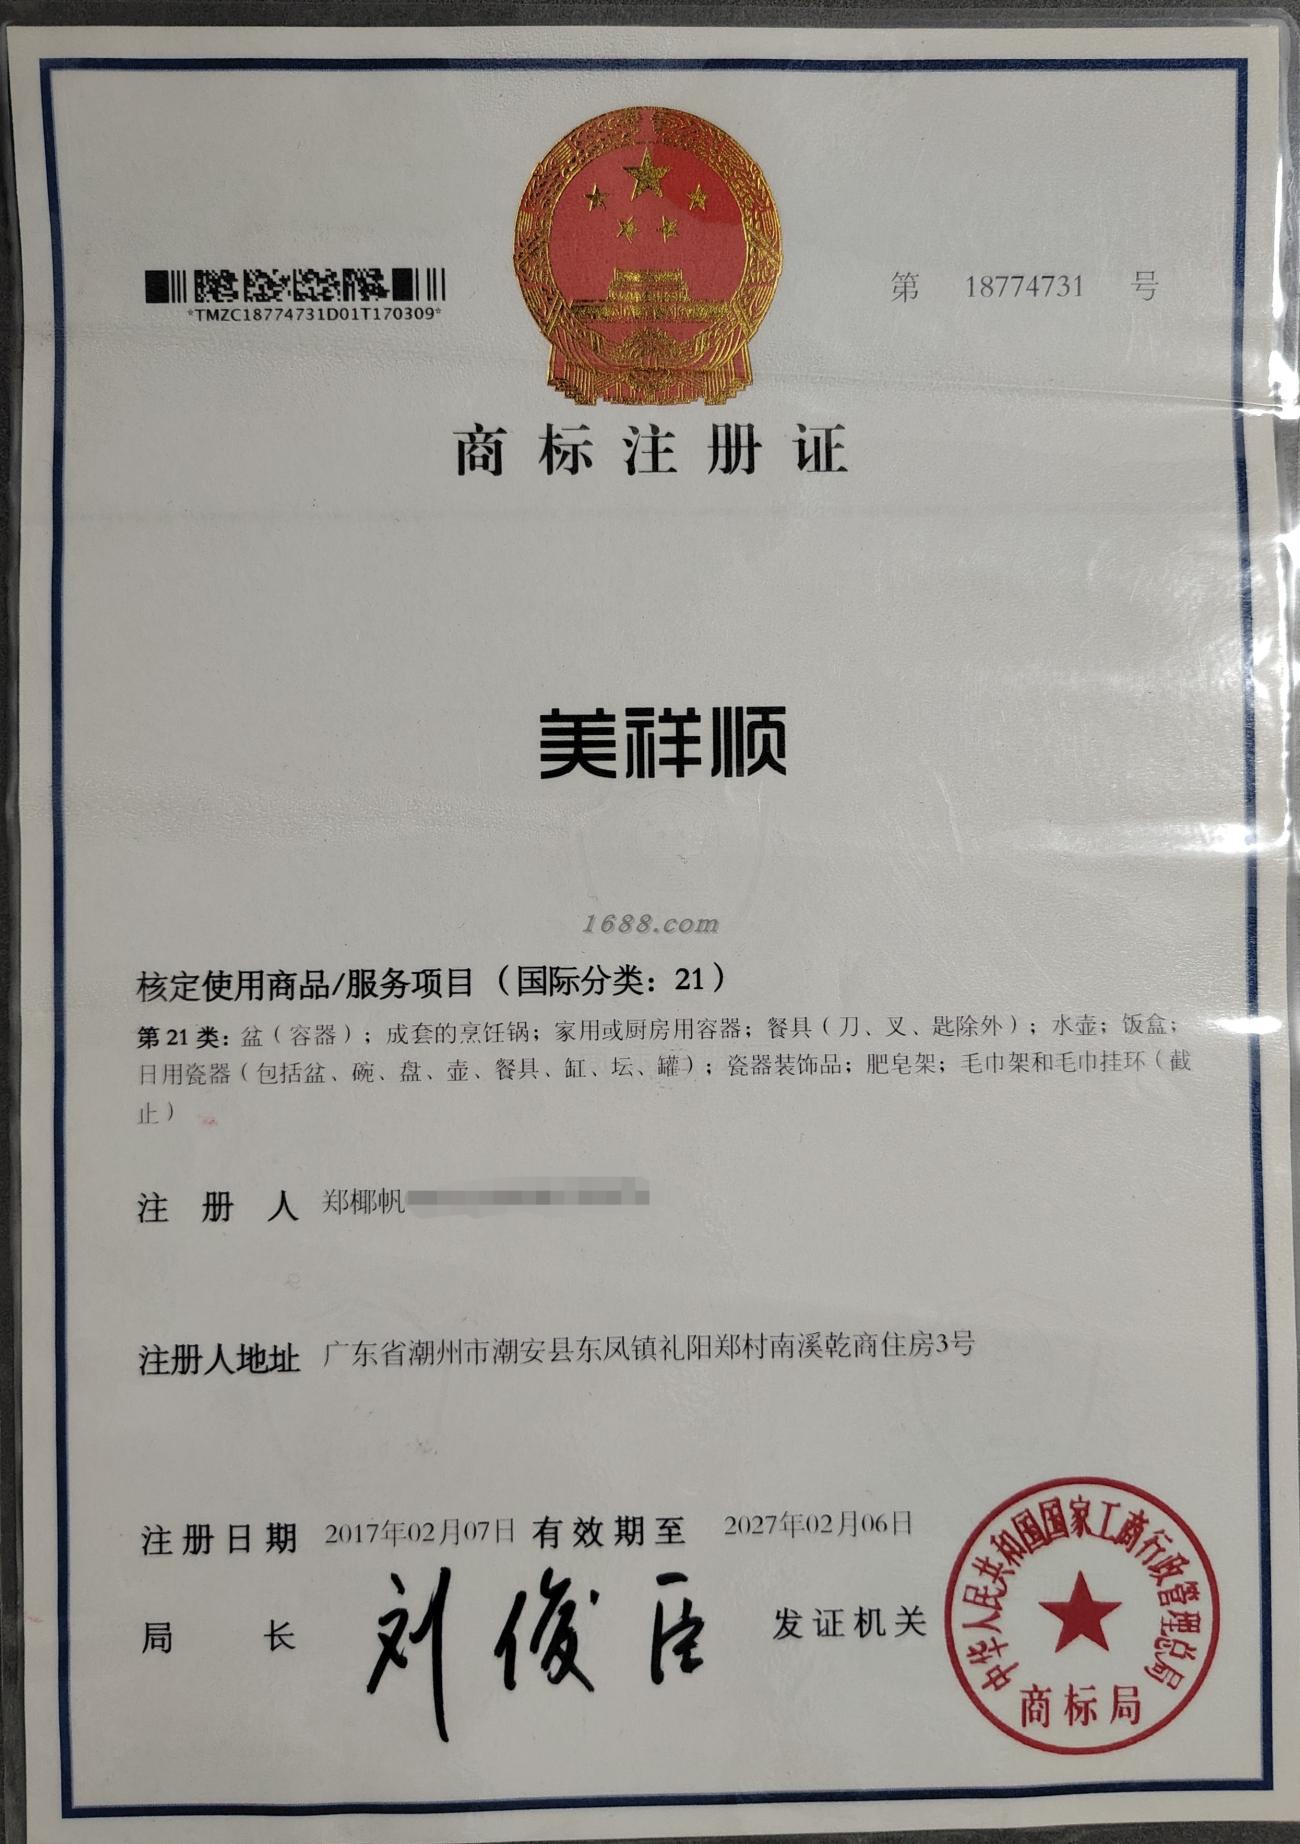 *TMZC18774731D01T170309*
第 18774731 号
商标注册证
美祥顺
1688.com
核定使用商品/服务项目（国际分类：21）
第21类：盆（容器）；成套的烹饪锅；家用或厨房用容器；餐具（刀、叉、匙除外）；水壶；饭盒；
日用瓷器（包括盆、碗、盘、壶、餐具、缸、坛、罐）；瓷器装饰品；肥皂架；毛巾架和毛巾挂环（截
止）
注册人 郑椰帆
注册人地址 广东省潮州市潮安县东凤镇礼阳郑村南溪乾商住房3号
注册日期 2017年02月07日 有效期至 2027年02月06日
局长 刘俊臣 发证机关
中华人民共和国国家工商行政管理总局
商标局